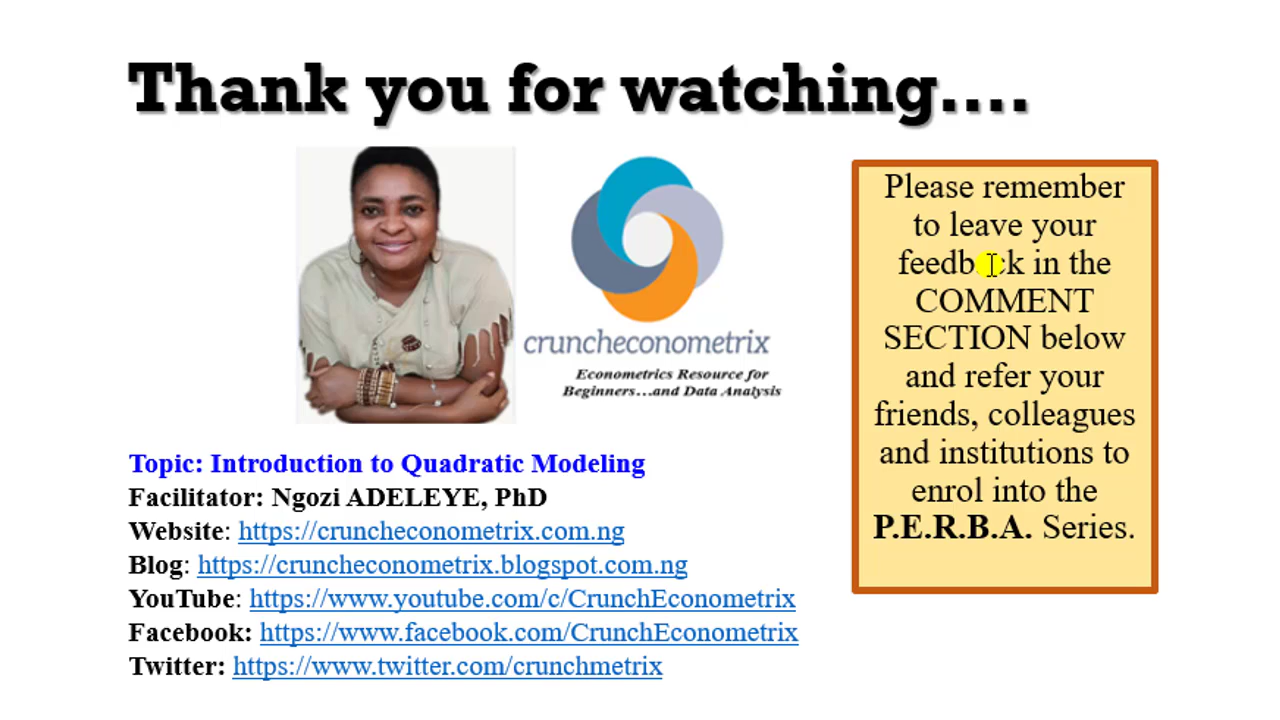 Thank you for watching....
cruncheconometrix
Econometrics Resource for
Beginners...and Data Analysis
Please remember
to leave your
feedback in the
COMMENT
SECTION below
and refer your
friends, colleagues
and institutions to
enrol into the
P.E.R.B.A. Series.
Topic: Introduction to Quadratic Modeling
Facilitator: Ngozi ADELEYE, PhD
Website: https://cruncheconometrix.com.ng
Blog: https://cruncheconometrix.blogspot.com.ng
YouTube: https://www.youtube.com/c/CrunchEconometrix
Facebook: https://www.facebook.com/CrunchEconometrix
Twitter: https://www.twitter.com/crunchmetrix